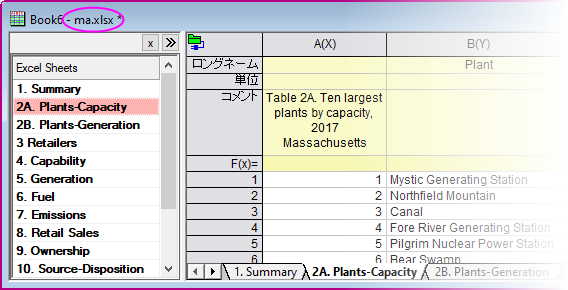 Book6 - ma.xlsx *
x
Excel Sheets
1. Summary
2A. Plants-Capacity
2B. Plants-Generation
3 Retailers
4. Capability
5. Generation
6. Fuel
7. Emissions
8. Retail Sales
9. Ownership
10. Source-Disposition
A(X) B(Y)
ロングネーム Plant
単位
コメント Table 2A. Ten largest
plants by capacity,
2017
Massachusetts
F(x)=
1 1 Mystic Generating Station
2 2 Northfield Mountain
3 3 Canal
4 4 Fore River Generating Station
5 5 Pilgrim Nuclear Power Station
6 6 Bear Swamp
1. Summary 2A. Plants-Capacity 2B. Plants-Generation